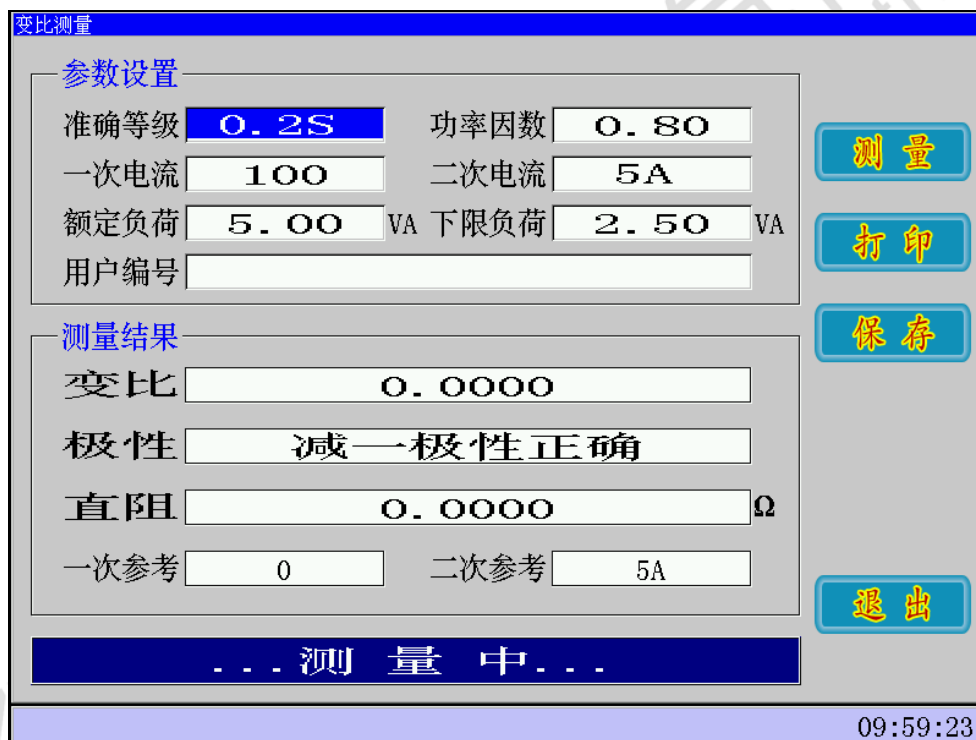 变比测量
参数设置
准确等级 0.2S 功率因数 0.80
一次电流 100 二次电流 5A
额定负荷 5.00 VA 下限负荷 2.50 VA
用户编号
测量
打印
保存
测量结果
变比 0.0000
极性 减一极性正确
直阻 0.0000 Ω
一次参考 0 二次参考 5A
退出
...测 量 中...
09:59:23